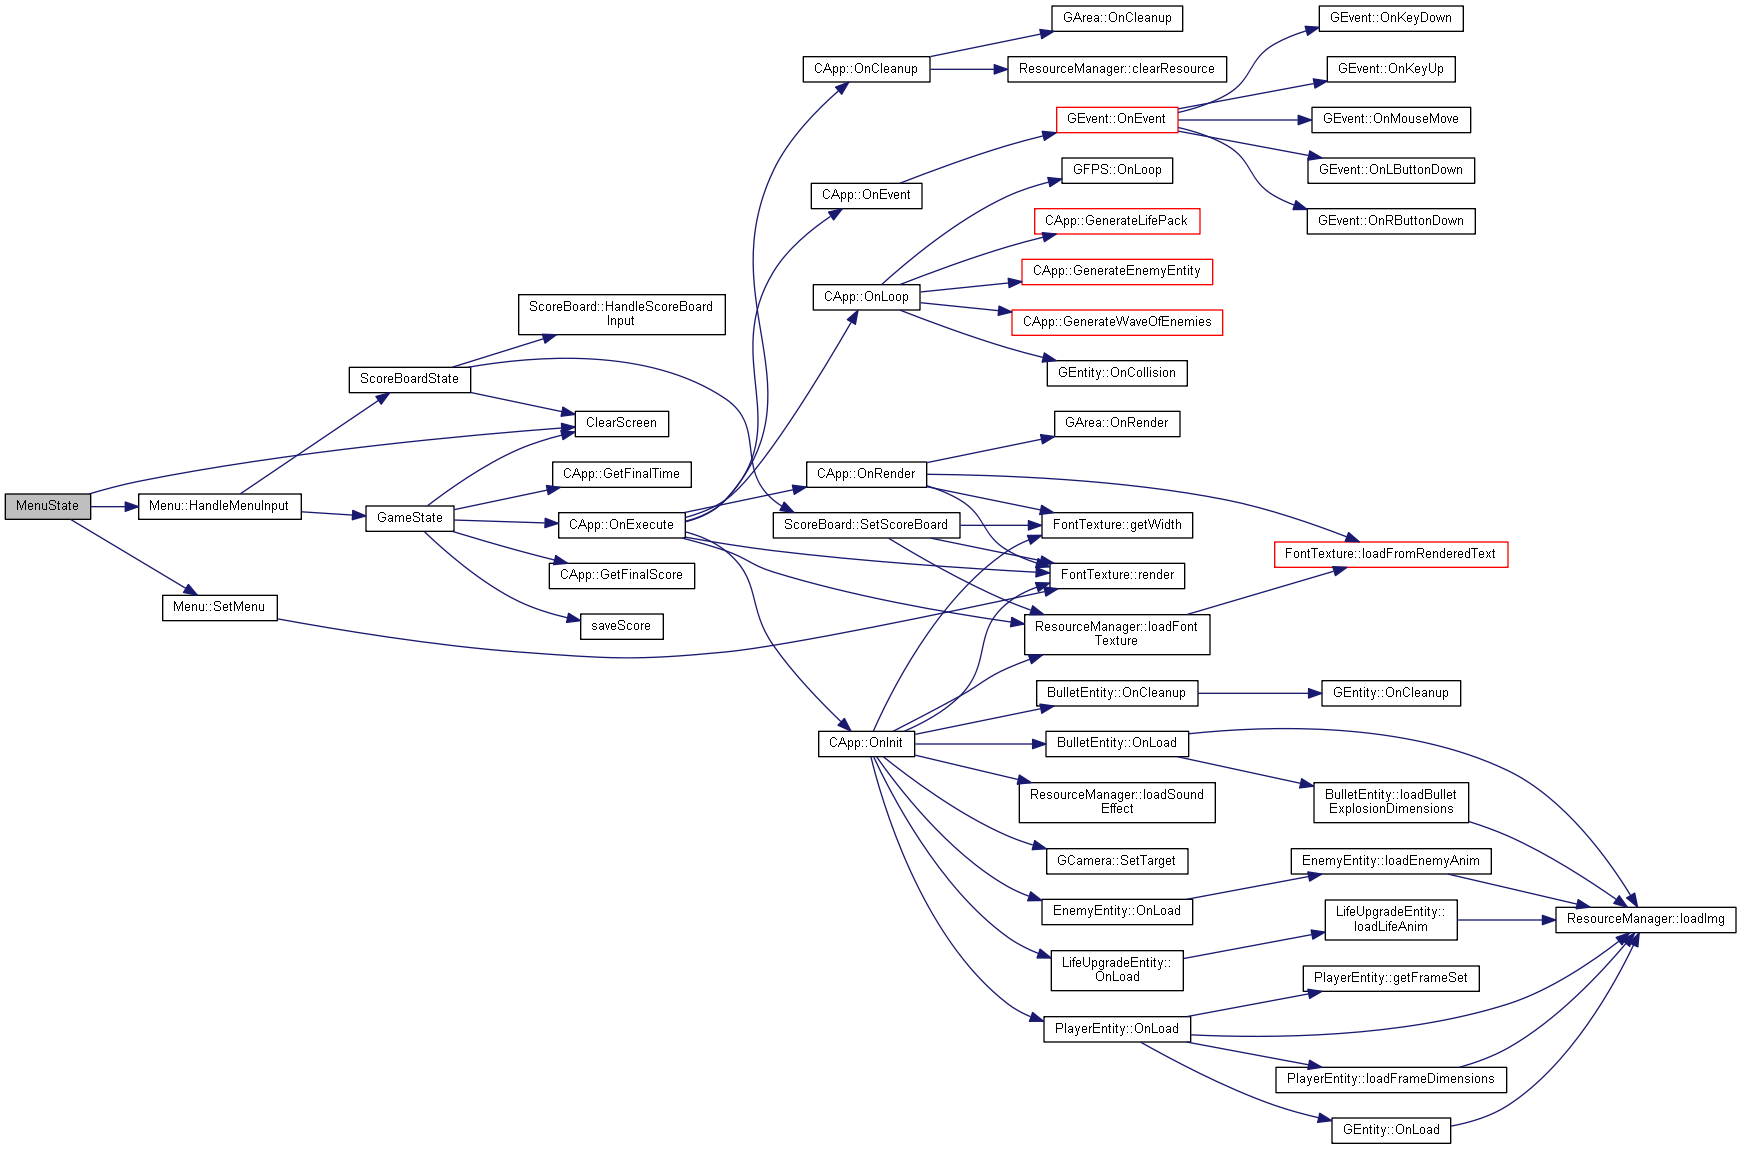 MenuState
Menu::HandleMenuInput
Menu::SetMenu
ScoreBoardState
GameState
ScoreBoard::HandleScoreBoard
Input
ClearScreen
CApp::GetFinalTime
CApp::OnExecute
CApp::GetFinalScore
saveScore
CApp::OnCleanup
CApp::OnEvent
CApp::OnLoop
CApp::OnRender
ScoreBoard::SetScoreBoard
CApp::OnInit
GArea::OnCleanup
ResourceManager::clearResource
GEvent::OnEvent
GFPS::OnLoop
CApp::GenerateLifePack
CApp::GenerateEnemyEntity
CApp::GenerateWaveOfEnemies
GEntity::OnCollision
GArea::OnRender
FontTexture::getWidth
FontTexture::render
ResourceManager::loadFont
Texture
BulletEntity::OnCleanup
BulletEntity::OnLoad
ResourceManager::loadSound
Effect
GCamera::SetTarget
EnemyEntity::OnLoad
LifeUpgradeEntity::
OnLoad
PlayerEntity::OnLoad
GEvent::OnKeyDown
GEvent::OnKeyUp
GEvent::OnMouseMove
GEvent::OnLButtonDown
GEvent::OnRButtonDown
FontTexture::loadFromRenderedText
GEntity::OnCleanup
BulletEntity::loadBullet
ExplosionDimensions
EnemyEntity::loadEnemyAnim
LifeUpgradeEntity::
loadLifeAnim
PlayerEntity::getFrameSet
PlayerEntity::loadFrameDimensions
GEntity::OnLoad
ResourceManager::loadImg